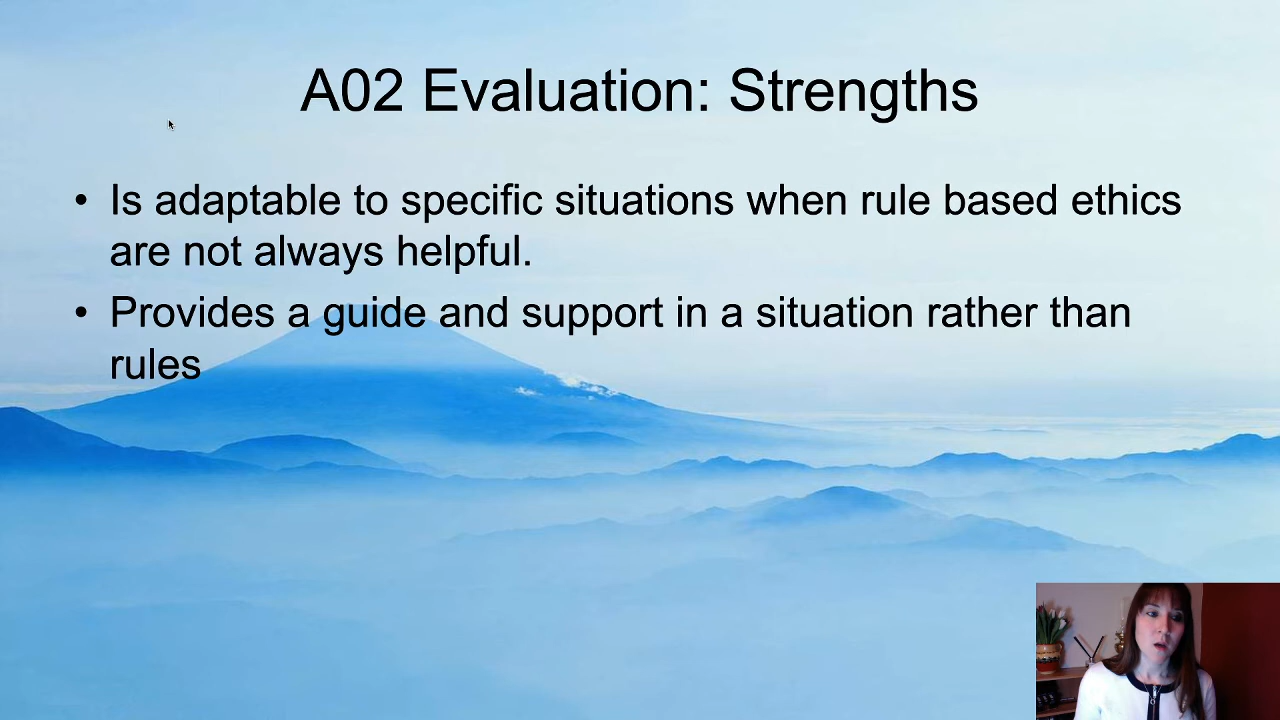 A02 Evaluation: Strengths
• Is adaptable to specific situations when rule based ethics
are not always helpful.
• Provides a guide and support in a situation rather than
rules